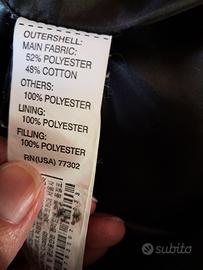 OUTERSHELL:
MAIN FABRIC:
52% POLYESTER
48% COTTON
OTHERS:
100% POLYESTER
LINING:
100% POLYESTER
FILLING:
100% POLYESTER
RN(USA) 77302
subito